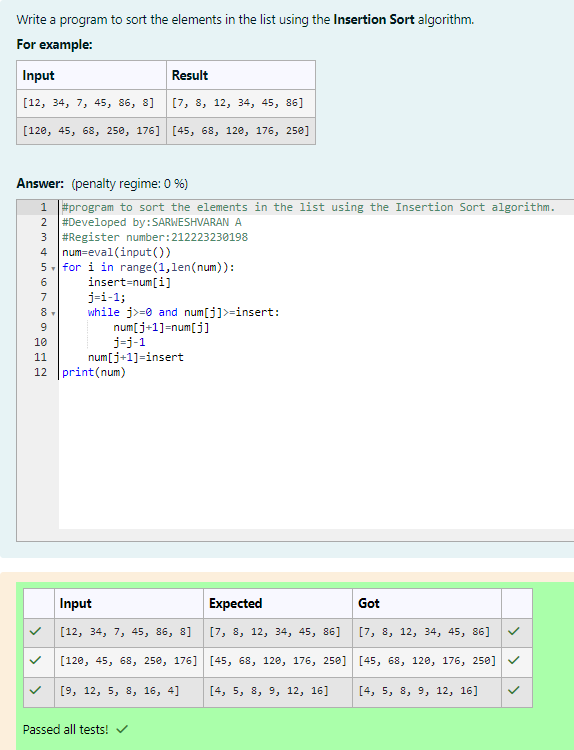 Write a program to sort the elements in the list using the Insertion Sort algorithm.
For example:
Input Result
[12, 34, 7, 45, 86, 8] [7, 8, 12, 34, 45, 86]
[120, 45, 68, 250, 176] [45, 68, 120, 176, 250]
Answer: (penalty regime: 0 %)
1 #program to sort the elements in the list using the Insertion Sort algorithm.
2 #Developed by:SARWESHVARAN A
3 #Register number:212223230198
4 num=eval(input())
5 for i in range(1,len(num)):
6 insert=num[i]
7 j=i-1;
8 while j>=0 and num[j]>=insert:
9 num[j+1]=num[j]
10 j=j-1
11 num[j+1]=insert
12 print(num)
Input Expected Got
[12, 34, 7, 45, 86, 8] [7, 8, 12, 34, 45, 86] [7, 8, 12, 34, 45, 86]
[120, 45, 68, 250, 176] [45, 68, 120, 176, 250] [45, 68, 120, 176, 250]
[9, 12, 5, 8, 16, 4] [4, 5, 8, 9, 12, 16] [4, 5, 8, 9, 12, 16]
Passed all tests!